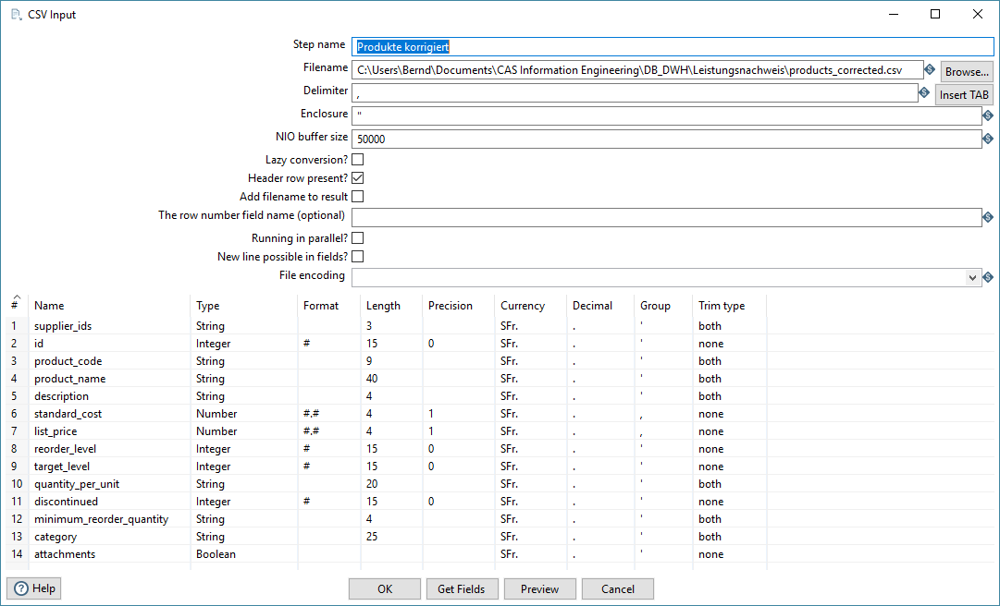 CSV Input
Step name Produkte korrigiert
Filename C:\Users\Bernd\Documents\CAS Information Engineering\DB_DWH\Leistungsnachweis\products_corrected.csv Browse...
Delimiter , Insert TAB
Enclosure "
NIO buffer size 50000
Lazy conversion?
Header row present?
Add filename to result
The row number field name (optional)
Running in parallel?
New line possible in fields?
File encoding
# Name Type Format Length Precision Currency Decimal Group Trim type
1 supplier_ids String 3 SFr. . ' both
2 id Integer # 15 0 SFr. . ' none
3 product_code String 9 SFr. . ' both
4 product_name String 40 SFr. . ' both
5 description String 4 SFr. . ' both
6 standard_cost Number #.# 4 1 SFr. . , none
7 list_price Number #.# 4 1 SFr. . , none
8 reorder_level Integer # 15 0 SFr. . ' none
9 target_level Integer # 15 0 SFr. . ' none
10 quantity_per_unit String 20 SFr. . ' both
11 discontinued Integer # 15 0 SFr. . ' none
12 minimum_reorder_quantity String 4 SFr. . ' both
13 category String 25 SFr. . ' both
14 attachments Boolean SFr. . ' none
? Help OK Get Fields Preview Cancel